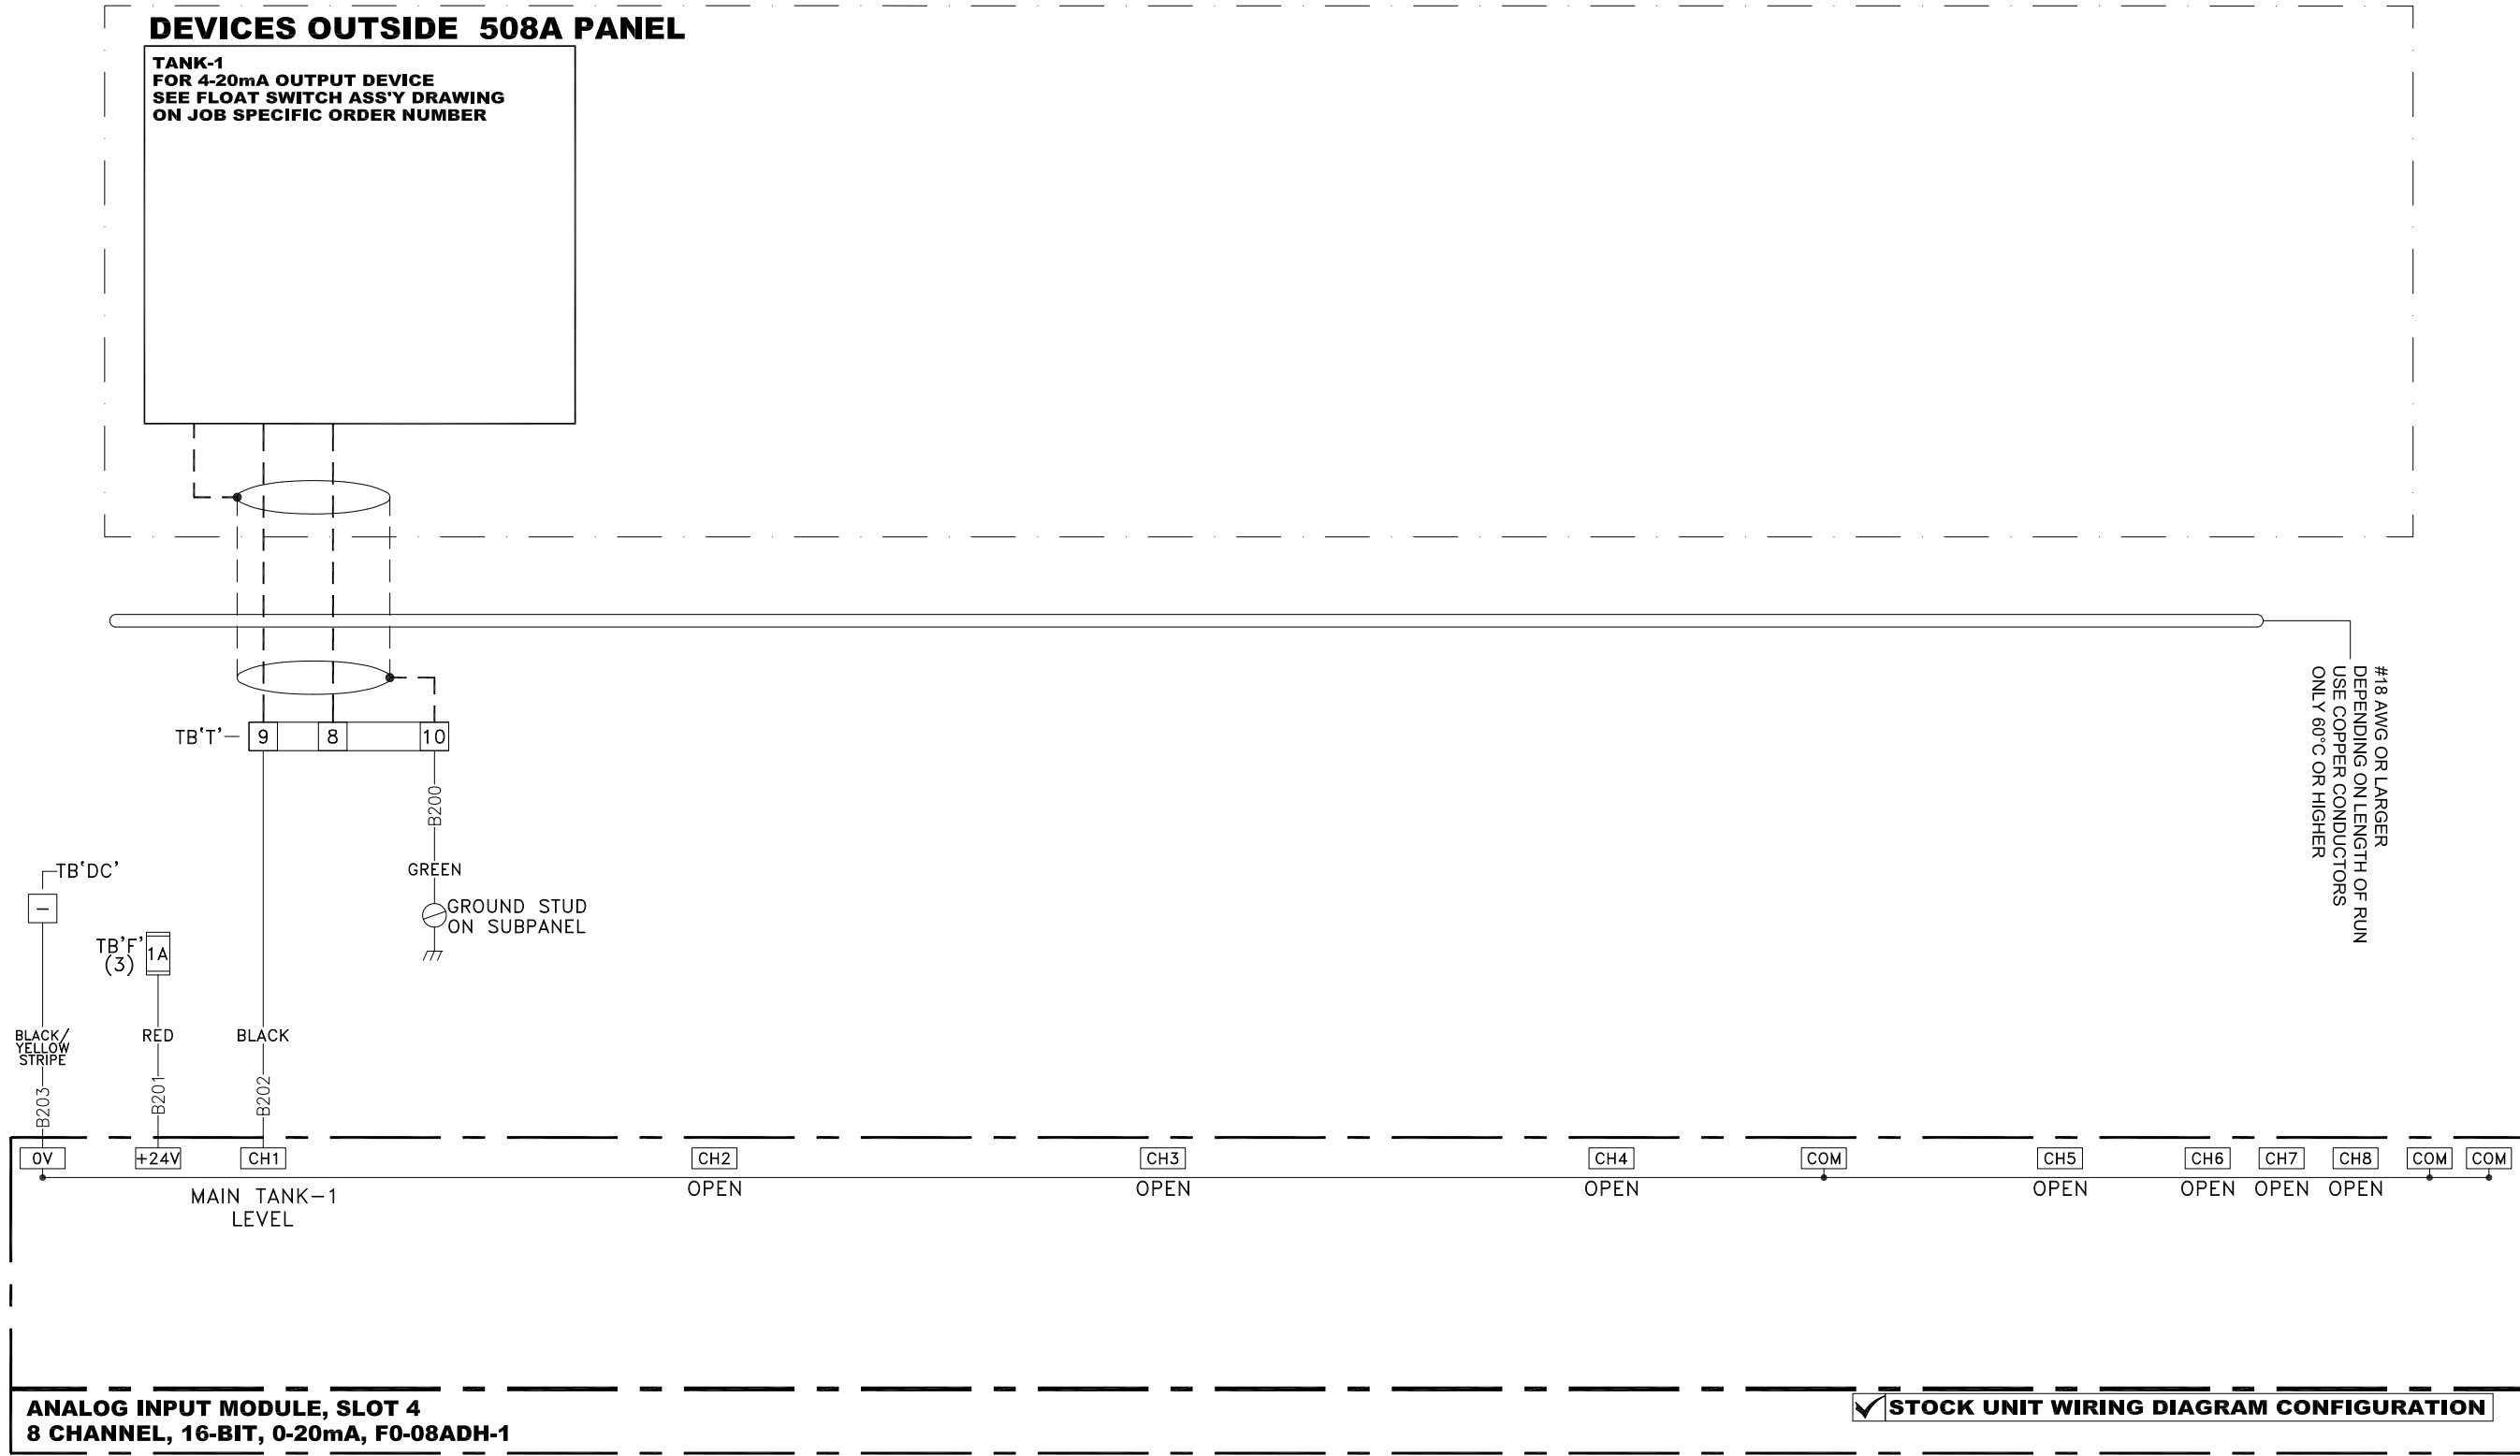 DEVICES OUTSIDE 508A PANEL
TANK-1
FOR 4-20mA OUTPUT DEVICE
SEE FLOAT SWITCH ASS'Y DRAWING
ON JOB SPECIFIC ORDER NUMBER
#18 AWG OR LARGER
DEPENDING ON LENGTH OF RUN
USE COPPER CONDUCTORS
ONLY 60°C OR HIGHER
TB'T'
9
8
10
B200
GREEN
GROUND STUD
ON SUBPANEL
TB'DC'
-
TB'F'
(3)
1A
BLACK/
YELLOW
STRIPE
RED
BLACK
B203
B201
B202
0V
+24V
CH1
CH2
CH3
CH4
COM
CH5
CH6
CH7
CH8
COM
COM
MAIN TANK-1
LEVEL
OPEN
OPEN
OPEN
OPEN
OPEN
OPEN
OPEN
ANALOG INPUT MODULE, SLOT 4
8 CHANNEL, 16-BIT, 0-20mA, F0-08ADH-1
STOCK UNIT WIRING DIAGRAM CONFIGURATION